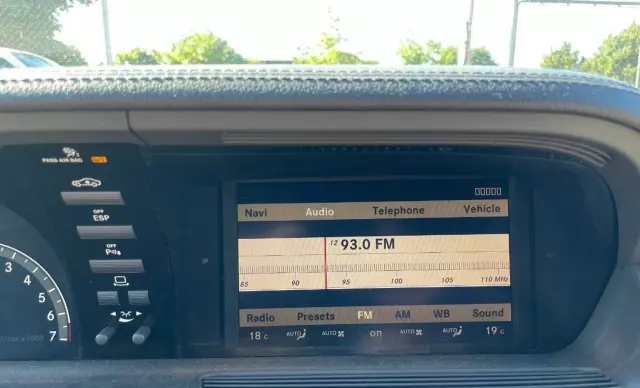 PASS AIR BAG OFF
OFF
ESP
OFF
P
Navi Audio Telephone Vehicle
12 93.0 FM
85 90 95 100 105 110 MHz
Radio Presets FM AM WB Sound
18°C AUTO AUTO on AUTO AUTO 19°C
3
4
5
6
7